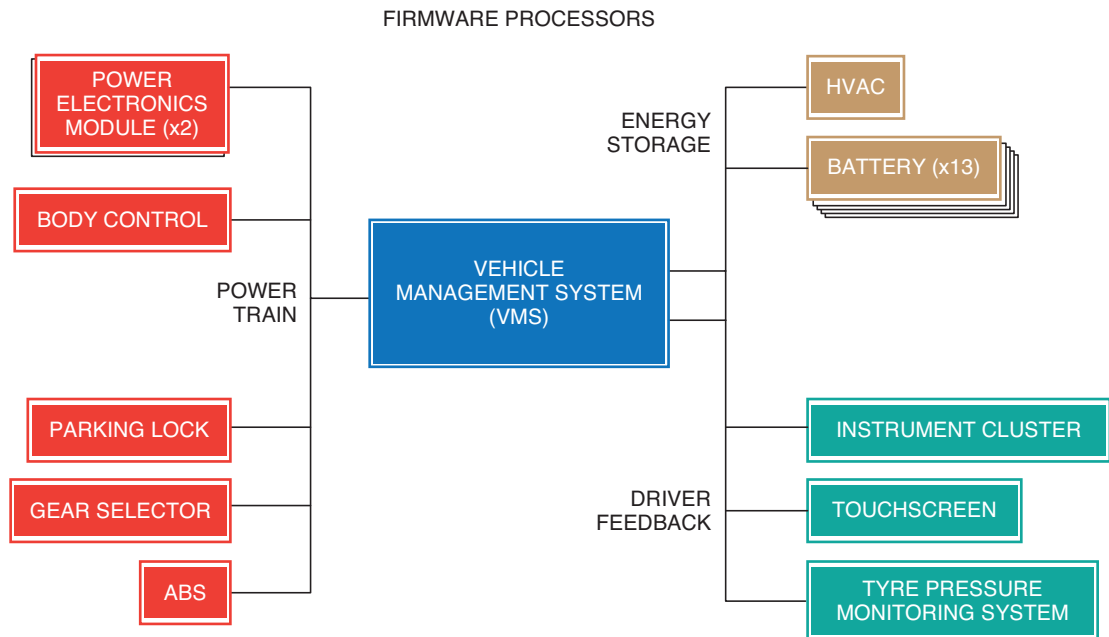 FIRMWARE PROCESSORS
POWER
ELECTRONICS
MODULE (x2)
BODY CONTROL
POWER
TRAIN
PARKING LOCK
GEAR SELECTOR
ABS
VEHICLE
MANAGEMENT SYSTEM
(VMS)
ENERGY
STORAGE
HVAC
BATTERY (x13)
DRIVER
FEEDBACK
INSTRUMENT CLUSTER
TOUCHSCREEN
TYRE PRESSURE
MONITORING SYSTEM